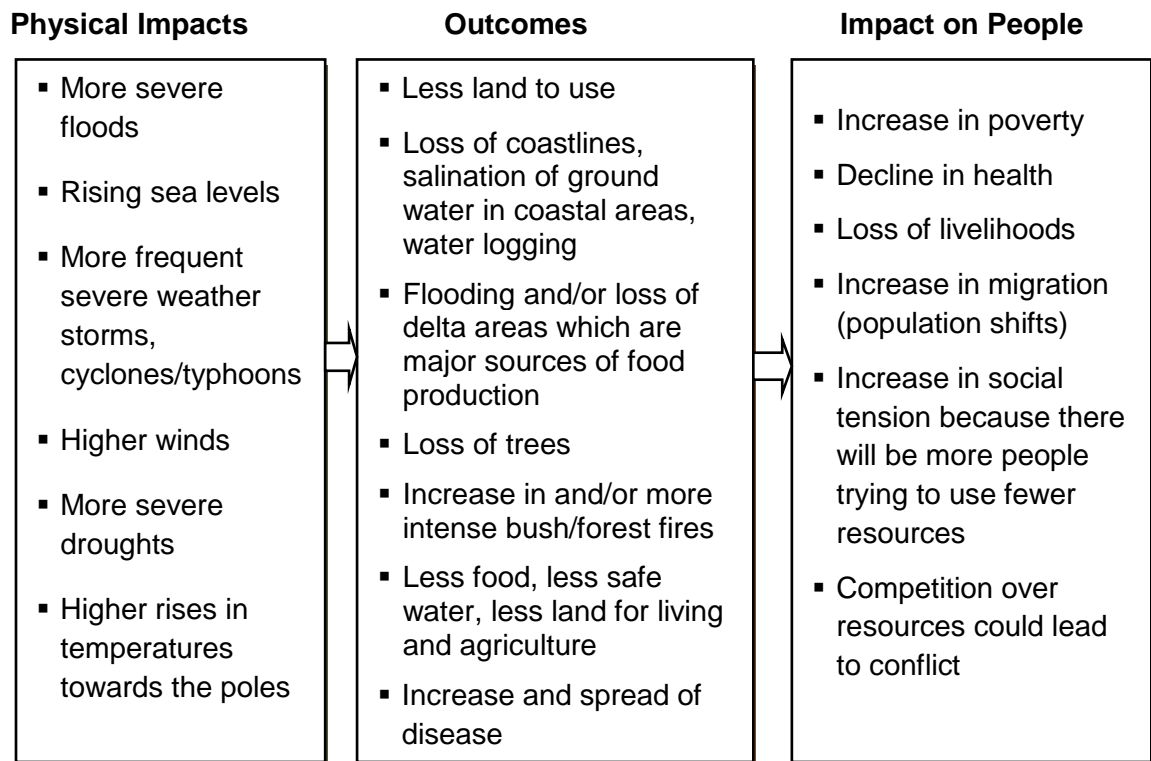 Physical Impacts
▪ More severe
floods
▪ Rising sea levels
▪ More frequent
severe weather
storms,
cyclones/typhoons
▪ Higher winds
▪ More severe
droughts
▪ Higher rises in
temperatures
towards the poles
Outcomes
▪ Less land to use
▪ Loss of coastlines,
salination of ground
water in coastal areas,
water logging
▪ Flooding and/or loss of
delta areas which are
major sources of food
production
▪ Loss of trees
▪ Increase in and/or more
intense bush/forest fires
▪ Less food, less safe
water, less land for living
and agriculture
▪ Increase and spread of
disease
Impact on People
▪ Increase in poverty
▪ Decline in health
▪ Loss of livelihoods
▪ Increase in migration
(population shifts)
▪ Increase in social
tension because there
will be more people
trying to use fewer
resources
▪ Competition over
resources could lead
to conflict